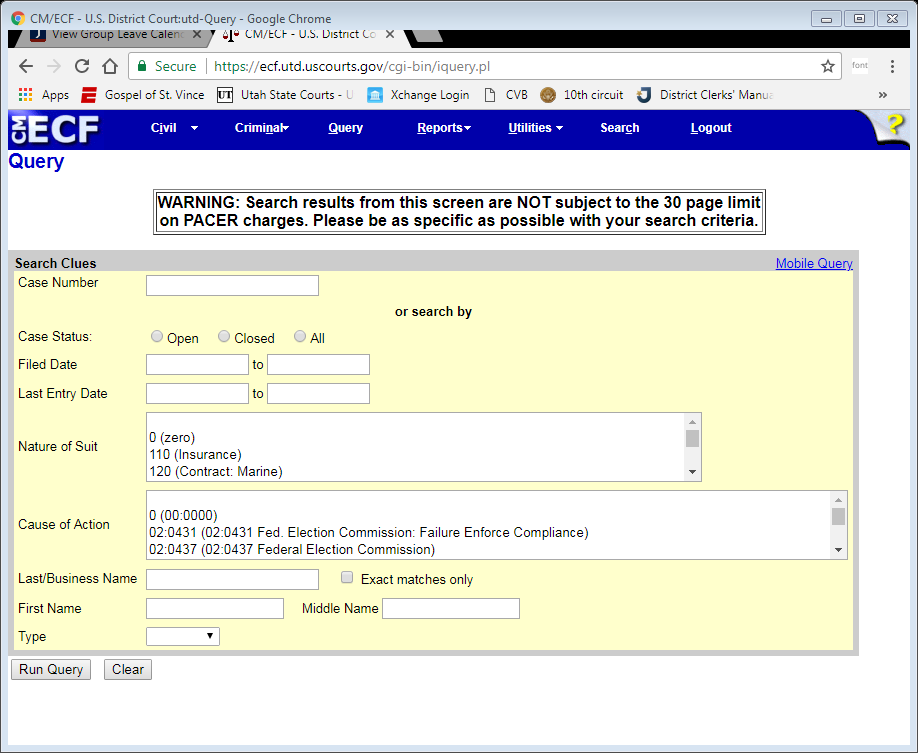 CM/ECF - U.S. District Court:utd-Query - Google Chrome
View Group Leave Calend
CM/ECF - U.S. District Co
Secure https://ecf.utd.uscourts.gov/cgi-bin/iquery.pl font
Apps Gospel of St. Vince UT Utah State Courts - U Xchange Login CVB 10th circuit District Clerks' Manua »
CM ECF Civil Criminal Query Reports Utilities Search Logout ?
Query
WARNING: Search results from this screen are NOT subject to the 30 page limit
on PACER charges. Please be as specific as possible with your search criteria.
Search Clues Mobile Query
Case Number
or search by
Case Status: Open Closed All
Filed Date to
Last Entry Date to
Nature of Suit
0 (zero)
110 (Insurance)
120 (Contract: Marine)
Cause of Action
0 (00:0000)
02:0431 (02:0431 Fed. Election Commission: Failure Enforce Compliance)
02:0437 (02:0437 Federal Election Commission)
Last/Business Name Exact matches only
First Name Middle Name
Type
Run Query Clear